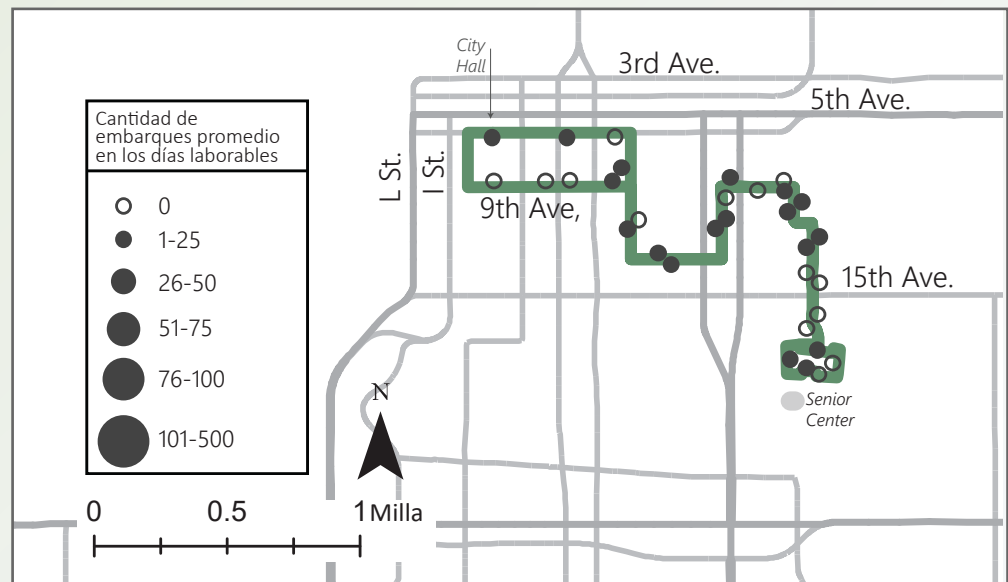 City
Hall
3rd Ave.
5th Ave.
Cantidad de
embarques promedio
en los días laborables
0
1-25
26-50
51-75
76-100
101-500
L St.
I St.
9th Ave,
15th Ave.
Senior
Center
N
0 0.5 1 Milla